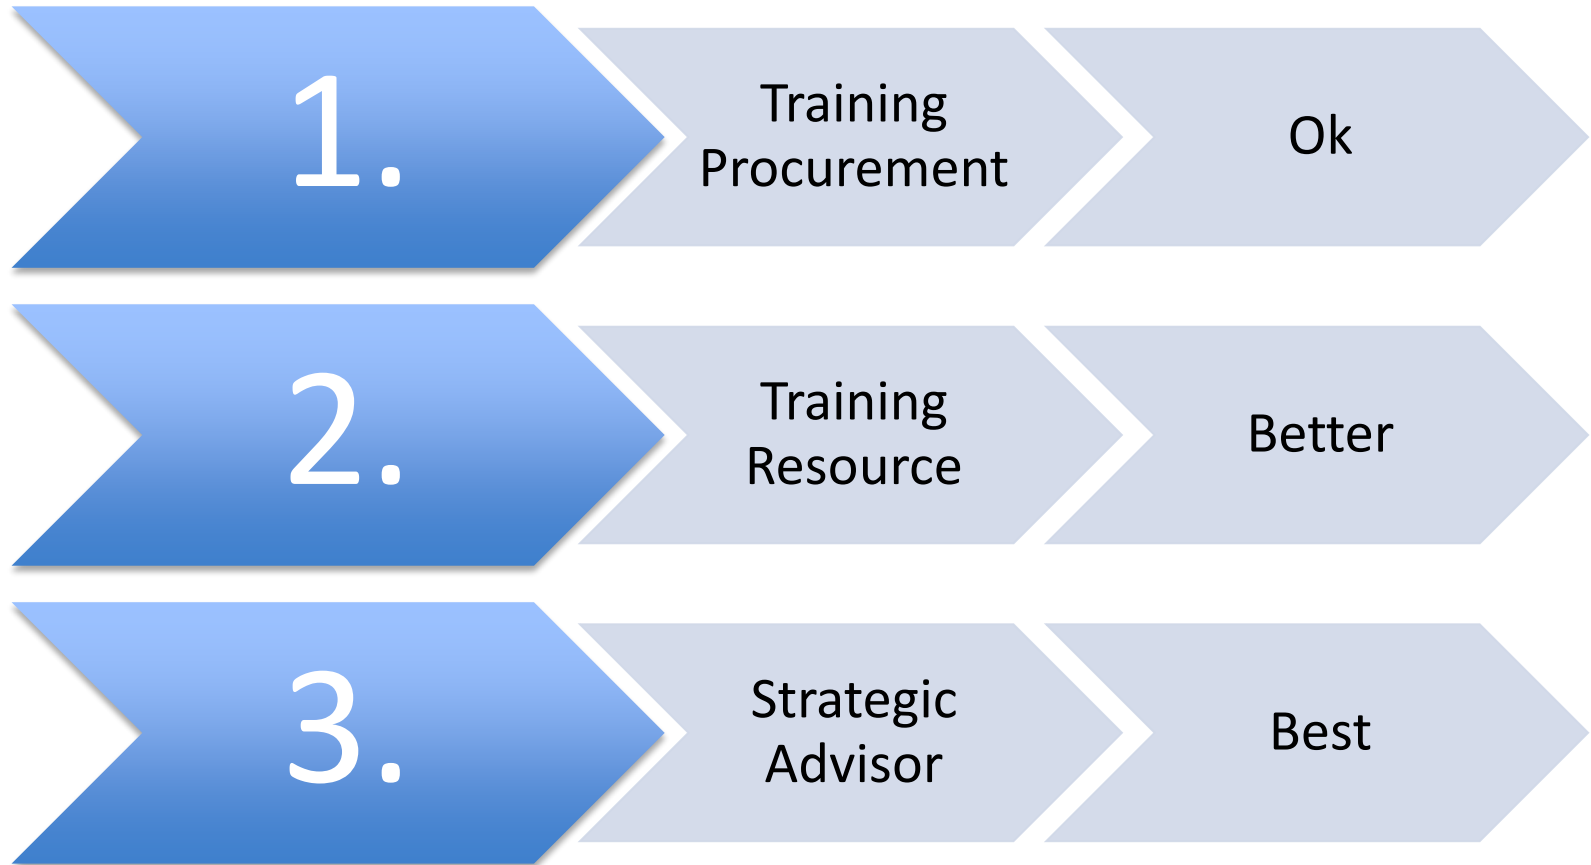 1.
Training
Procurement
Ok
2.
Training
Resource
Better
3.
Strategic
Advisor
Best